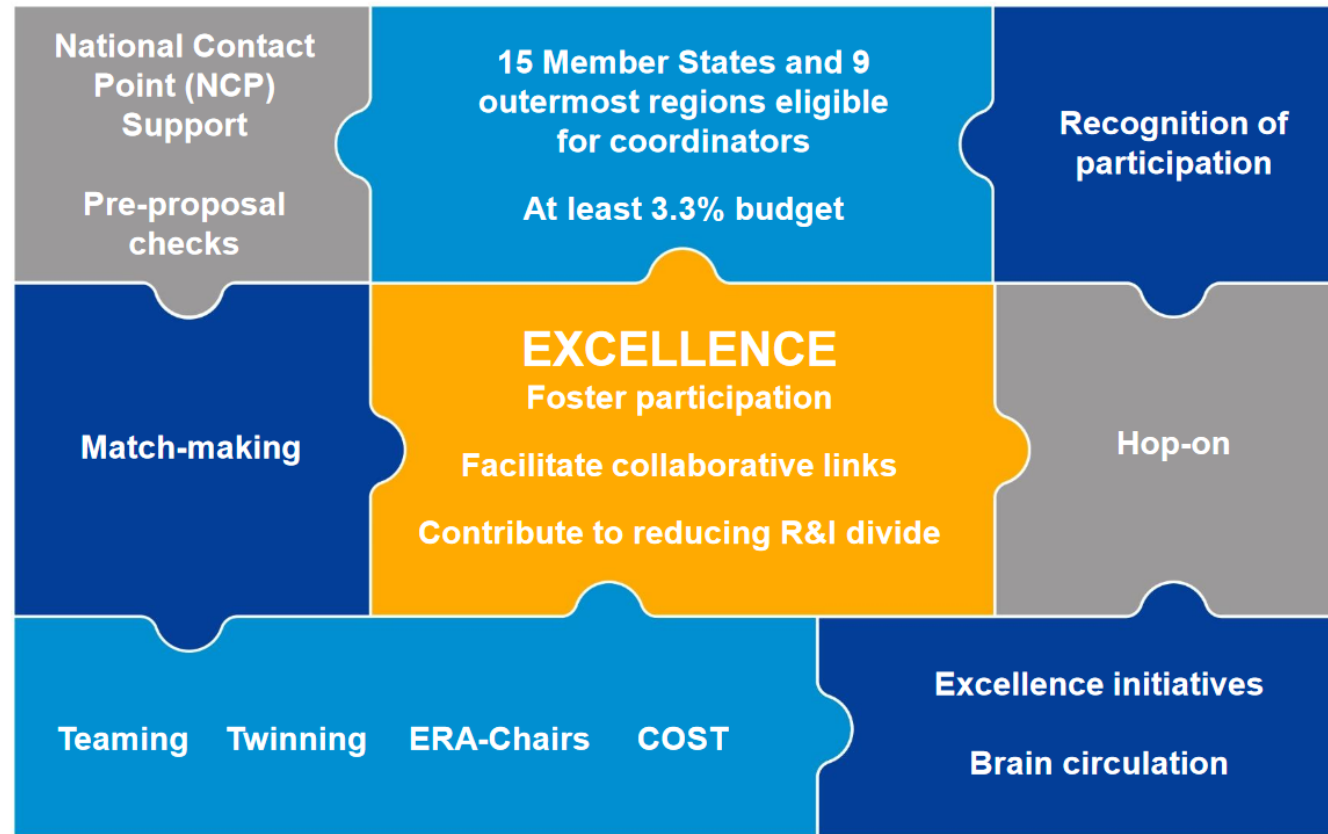 National Contact
Point (NCP)
Support
Pre-proposal
checks
15 Member States and 9
outermost regions eligible
for coordinators
At least 3.3% budget
Recognition of
participation
Match-making
EXCELLENCE
Foster participation
Facilitate collaborative links
Contribute to reducing R&I divide
Hop-on
Teaming Twinning ERA-Chairs COST
Excellence initiatives
Brain circulation